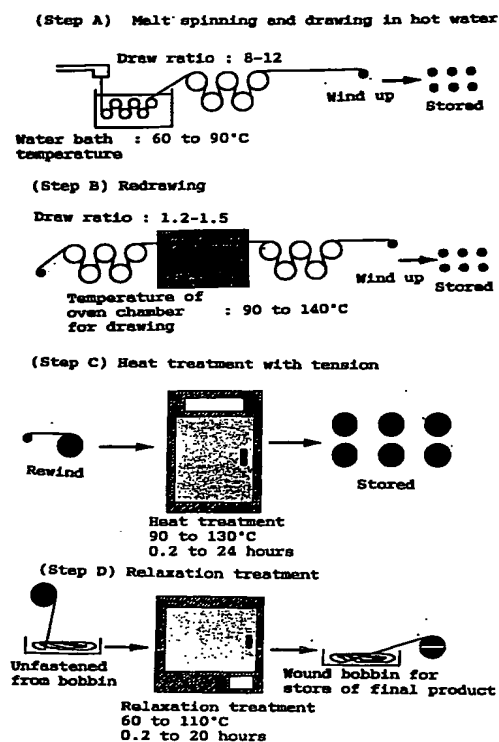 (Step A) Melt spinning and drawing in hot water
Draw ratio : 8-12
Wind up
Stored
Water bath : 60 to 90°C
temperature
(Step B) Redrawing
Draw ratio : 1.2-1.5
Wind up
Stored
Temperature of
oven chamber : 90 to 140°C
for drawing
(Step C) Heat treatment with tension
Rewind
Stored
Heat treatment
90 to 130°C
0.2 to 24 hours
(Step D) Relaxation treatment
Unfastened
from bobbin
Wound bobbin for
store of final product
Relaxation treatment
60 to 110°C
0.2 to 20 hours